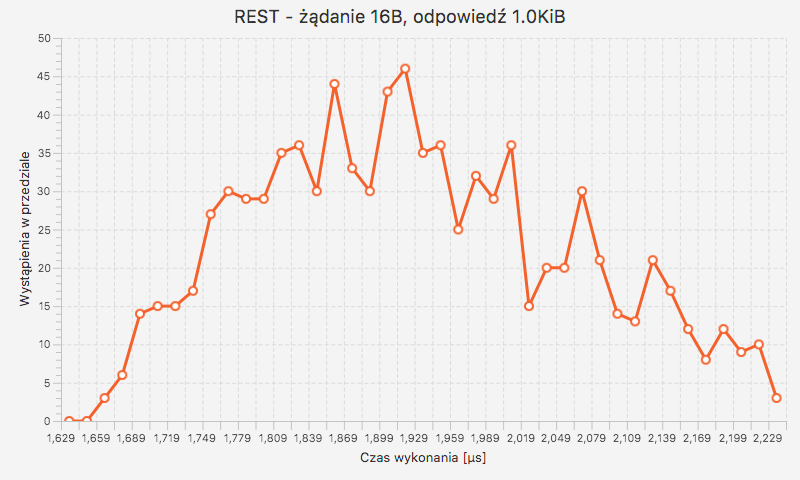 REST - żądanie 16B, odpowiedź 1.0KiB
50
45
40
35
30
25
20
15
10
5
0
Wystąpienia w przedziale
1,629 1,659 1,689 1,719 1,749 1,779 1,809 1,839 1,869 1,899 1,929 1,959 1,989 2,019 2,049 2,079 2,109 2,139 2,169 2,199 2,229
Czas wykonania [µs]